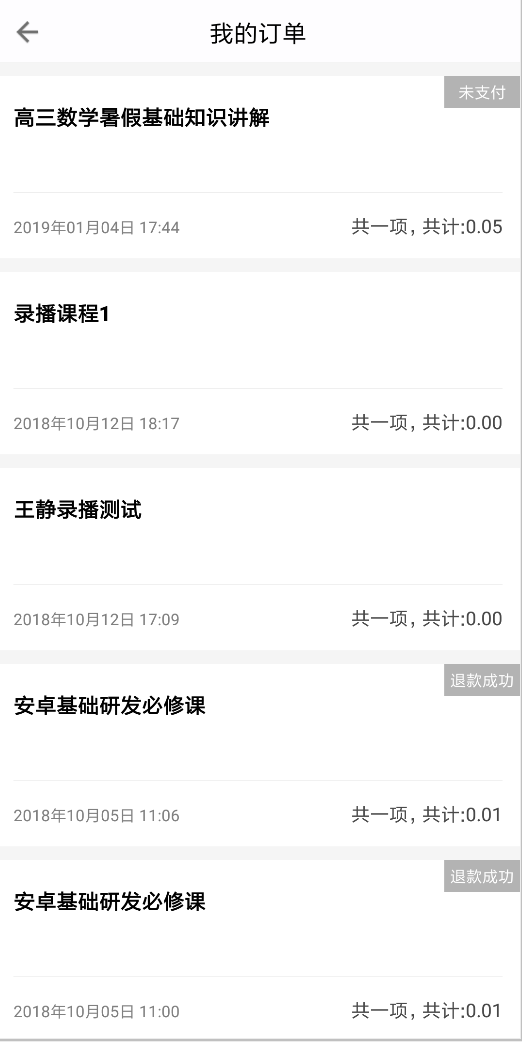 我的订单
未支付
高三数学暑假基础知识讲解
2019年01月04日 17:44 共一项, 共计:0.05
录播课程1
2018年10月12日 18:17 共一项, 共计:0.00
王静录播测试
2018年10月12日 17:09 共一项, 共计:0.00
退款成功
安卓基础研发必修课
2018年10月05日 11:06 共一项, 共计:0.01
退款成功
安卓基础研发必修课
2018年10月05日 11:00 共一项, 共计:0.01